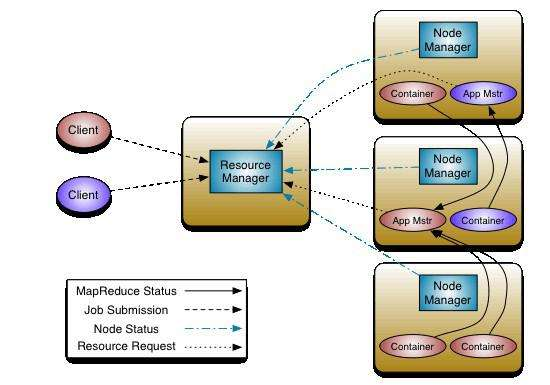 Node
Manager
Container
App Mstr
Client
Client
Resource
Manager
Node
Manager
App Mstr
Container
Node
Manager
Container
Container
MapReduce Status
Job Submission
Node Status
Resource Request